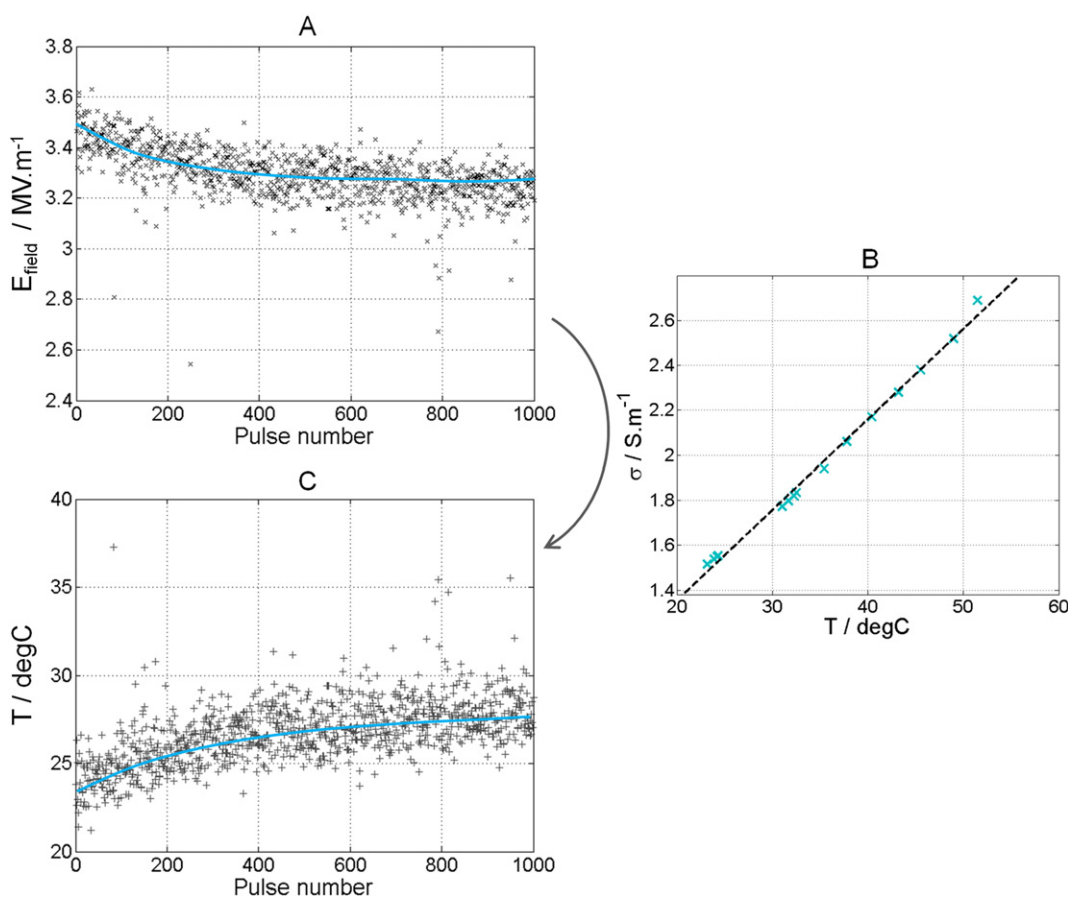 A
3.8
3.6
3.4
3.2
3
2.8
2.6
2.4
E_field / MV.m⁻¹
0 200 400 600 800 1000
Pulse number
B
2.6
2.4
2.2
2
1.8
1.6
1.4
σ / S.m⁻¹
20 30 40 50 60
T / degC
C
40
35
30
25
20
T / degC
0 200 400 600 800 1000
Pulse number